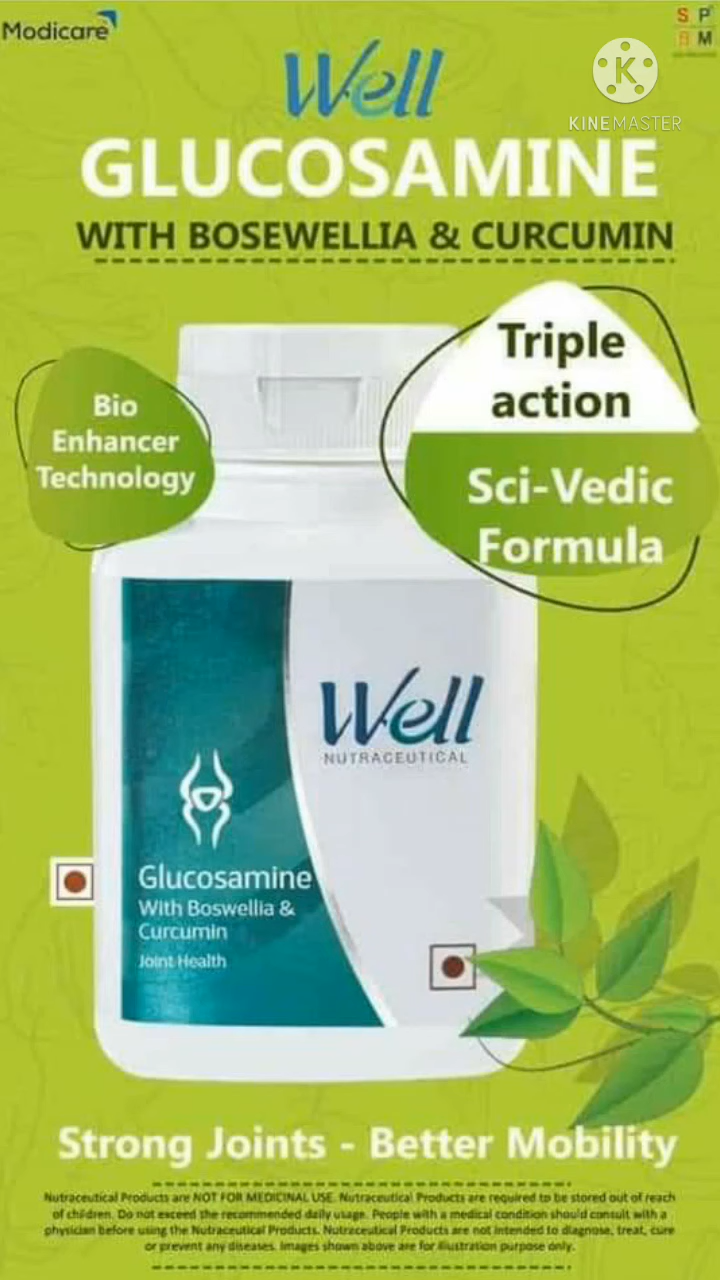 Modicare
S P
B M
KINEMASTER
Well
GLUCOSAMINE
WITH BOSEWELLIA & CURCUMIN
Triple
action
Bio
Enhancer
Technology
Sci-Vedic
Formula
Well
NUTRACEUTICAL
Glucosamine
With Boswellia &
Curcumin
Joint Health
Strong Joints - Better Mobility
Nutraceutical Products are NOT FOR MEDICINAL USE. Nutraceutical Products are required to be stored out of reach
of children. Do not exceed the recommended daily usage. People with a medical condition should consult with a
physician before using the Nutraceutical Products. Nutraceutical Products are not intended to diagnose, treat, cure
or prevent any diseases. Images shown above are for illustration purpose only.